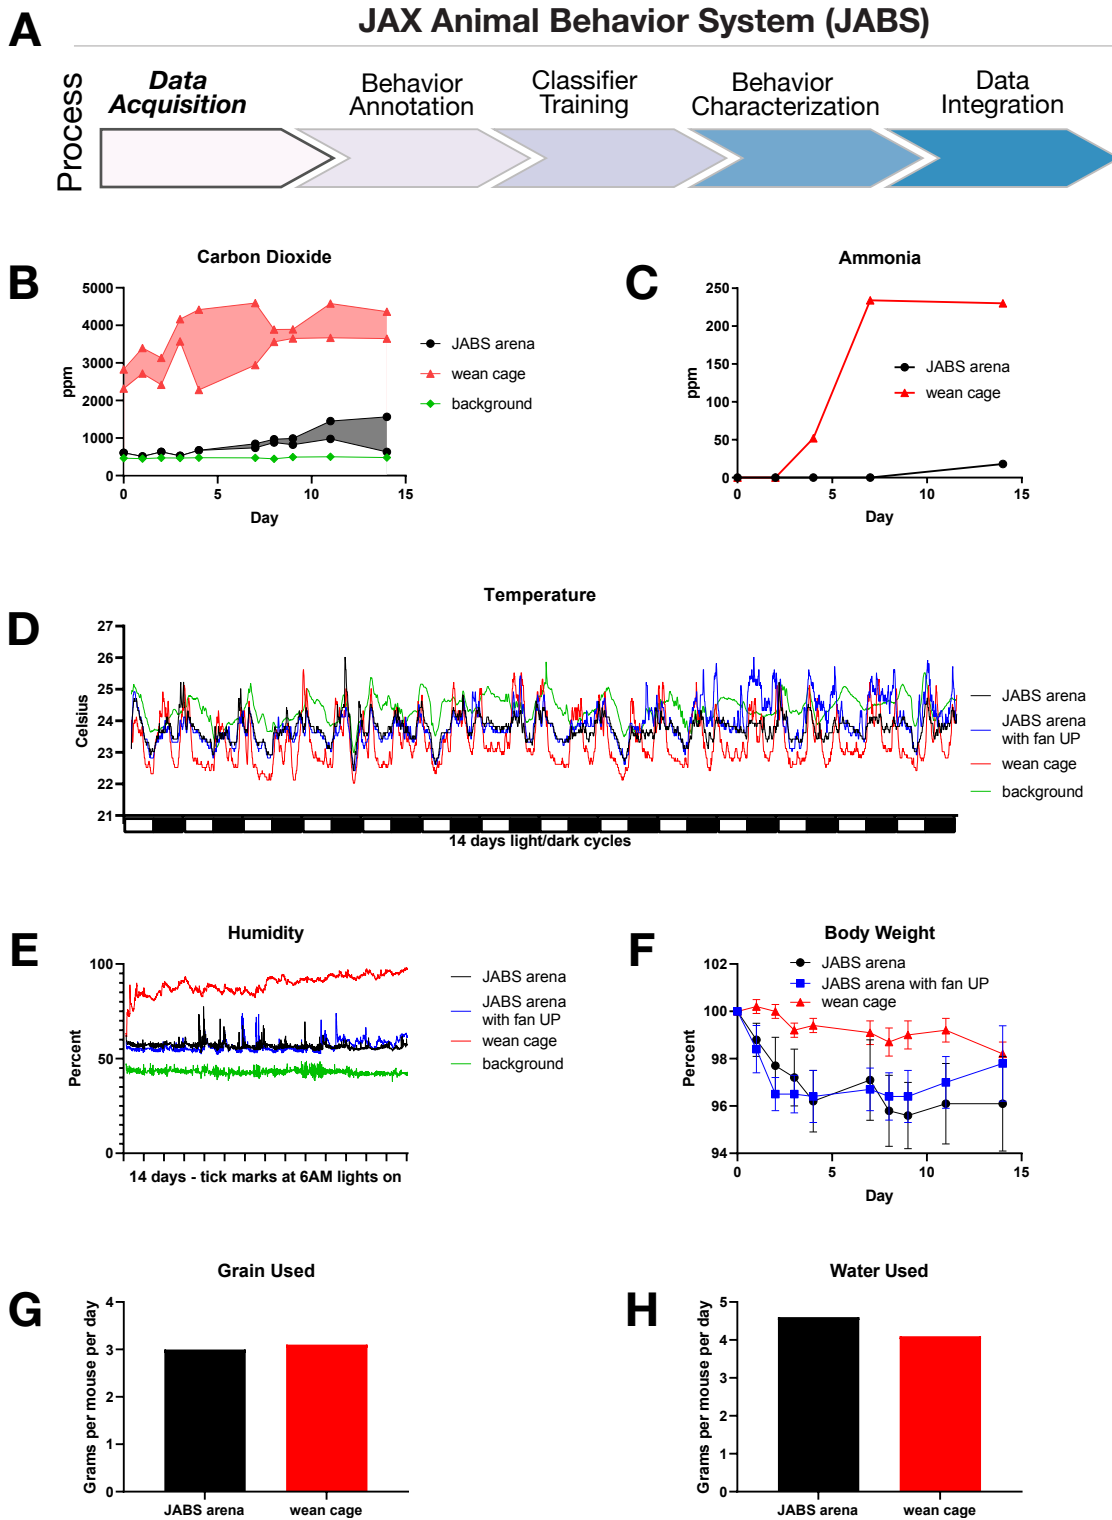 A
JAX Animal Behavior System (JABS)
Process
Data
Acquisition
Behavior
Annotation
Classifier
Training
Behavior
Characterization
Data
Integration
B
Carbon Dioxide
ppm
5000
4000
3000
2000
1000
0
0
5
10
15
Day
JABS arena
wean cage
background
C
Ammonia
ppm
250
200
150
100
50
0
0
5
10
15
Day
JABS arena
wean cage
D
Temperature
Celsius
27
26
25
24
23
22
21
14 days light/dark cycles
JABS arena
JABS arena
with fan UP
wean cage
background
E
Humidity
Percent
100
50
0
14 days - tick marks at 6AM lights on
JABS arena
JABS arena
with fan UP
wean cage
background
F
Body Weight
Percent
102
100
98
96
94
0
5
10
15
Day
JABS arena
JABS arena with fan UP
wean cage
G
Grain Used
Grams per mouse per day
4
3
2
1
0
JABS arena
wean cage
H
Water Used
Grams per mouse per day
5
4
3
2
1
0
JABS arena
wean cage